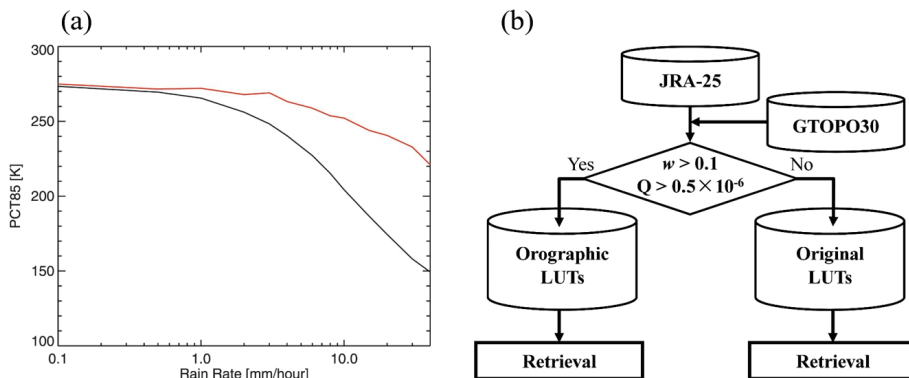 (a)
300
250
200
150
100
PCT85 [K]
0.1
1.0
10.0
Rain Rate [mm/hour]
(b)
JRA-25
GTOPO30
Yes
w > 0.1
Q > 0.5×10⁻⁶
No
Orographic
LUTs
Original
LUTs
Retrieval
Retrieval